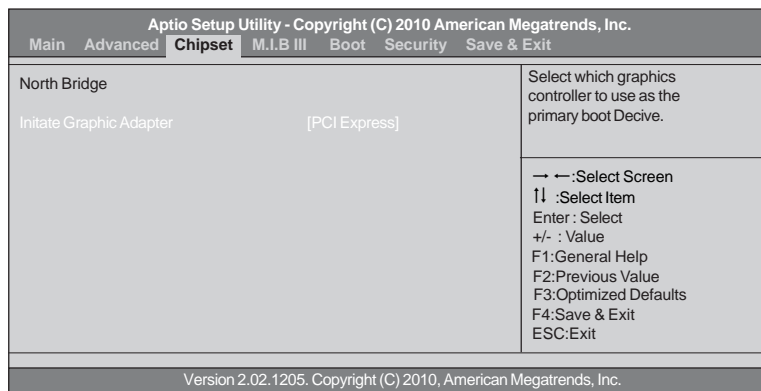 Aptio Setup Utility - Copyright (C) 2010 American Megatrends, Inc.
Main Advanced Chipset M.I.B III Boot Security Save & Exit
North Bridge
Initate Graphic Adapter [PCI Express]
Select which graphics
controller to use as the
primary boot Decive.
→ ←:Select Screen
↑↓ :Select Item
Enter : Select
+/- : Value
F1:General Help
F2:Previous Value
F3:Optimized Defaults
F4:Save & Exit
ESC:Exit
Version 2.02.1205. Copyright (C) 2010, American Megatrends, Inc.